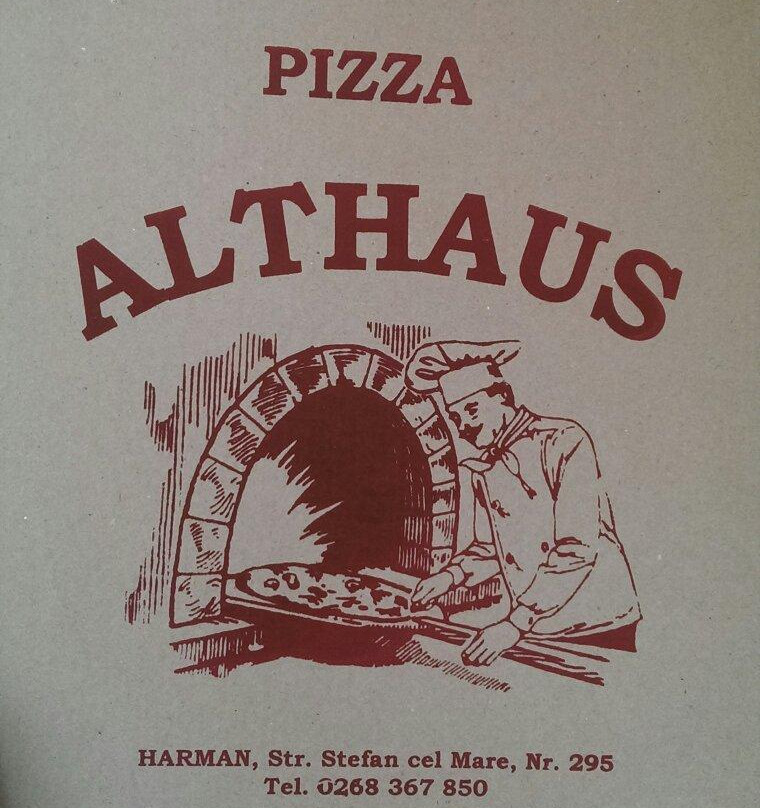 PIZZA
ALTHAUS
HARMAN, Str. Stefan cel Mare, Nr. 295
Tel. 0268 367 850